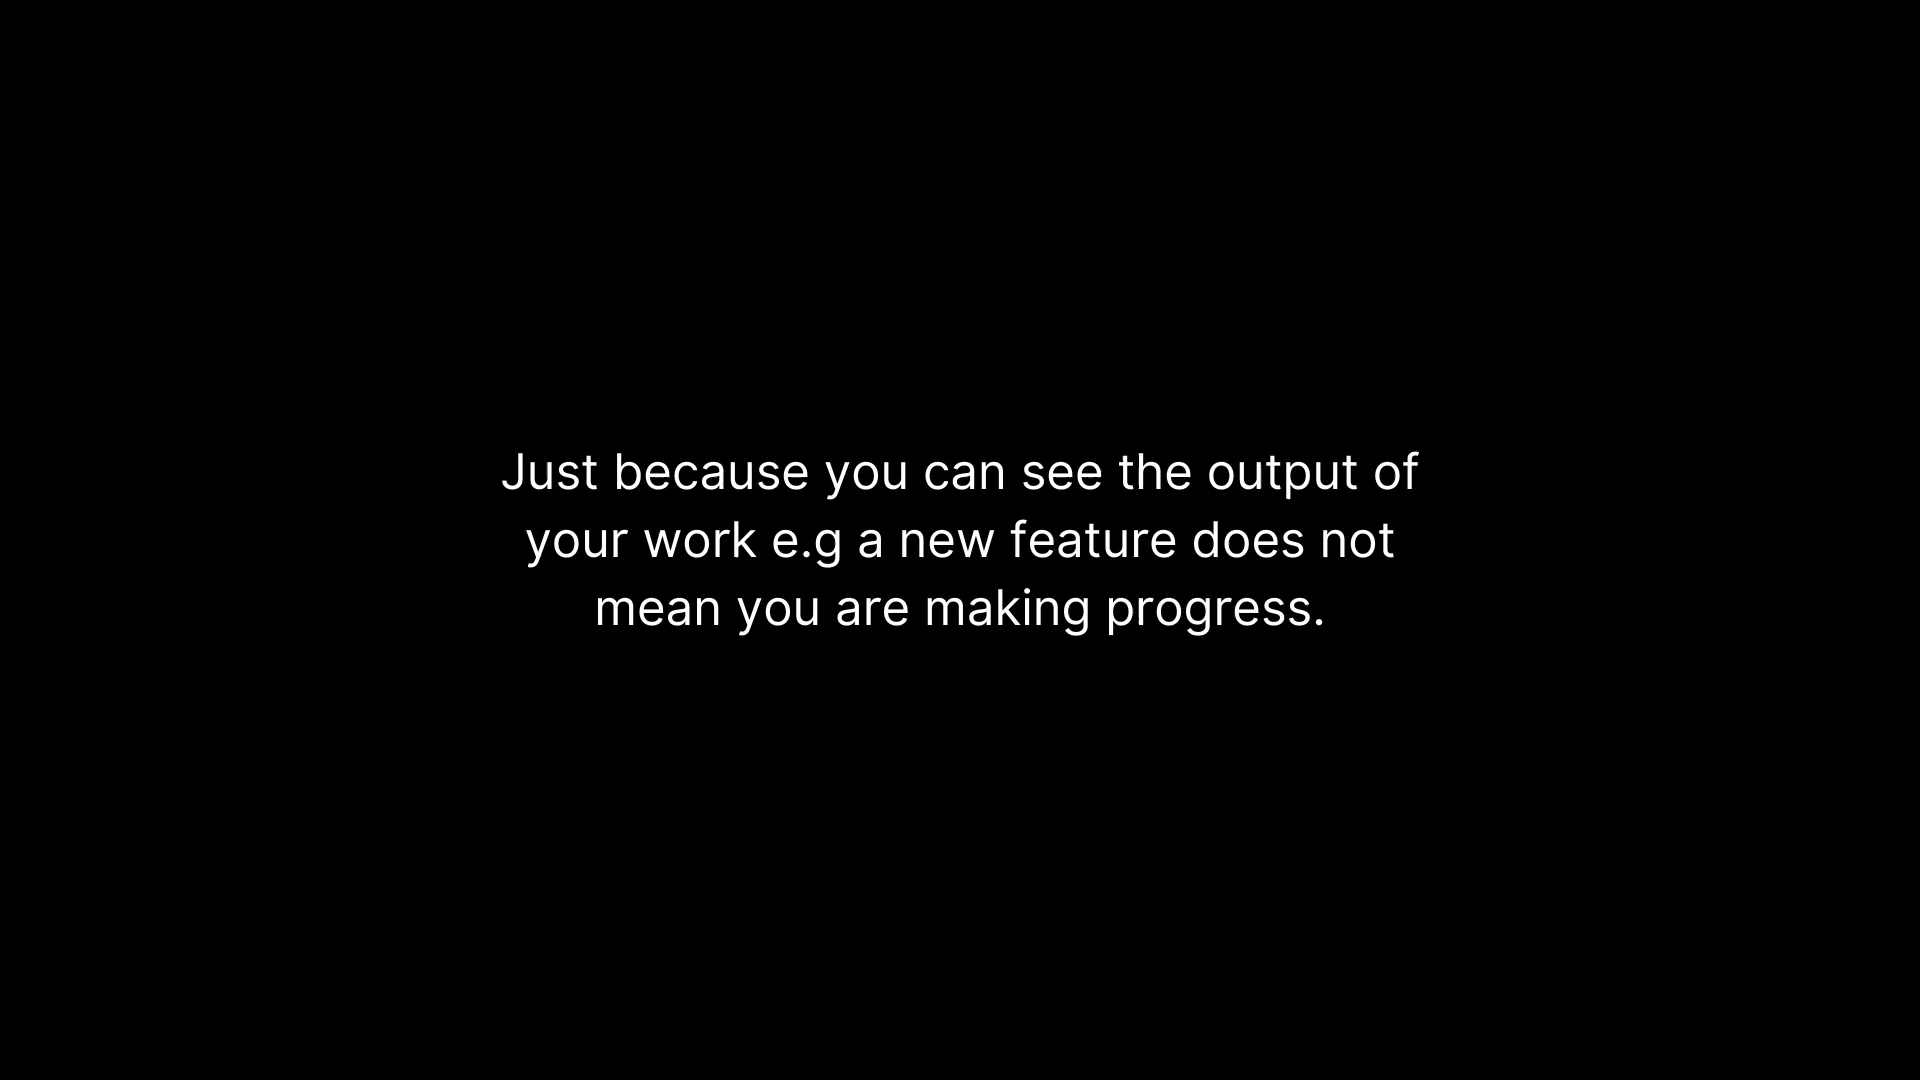 Just because you can see the output of
your work e.g a new feature does not
mean you are making progress.